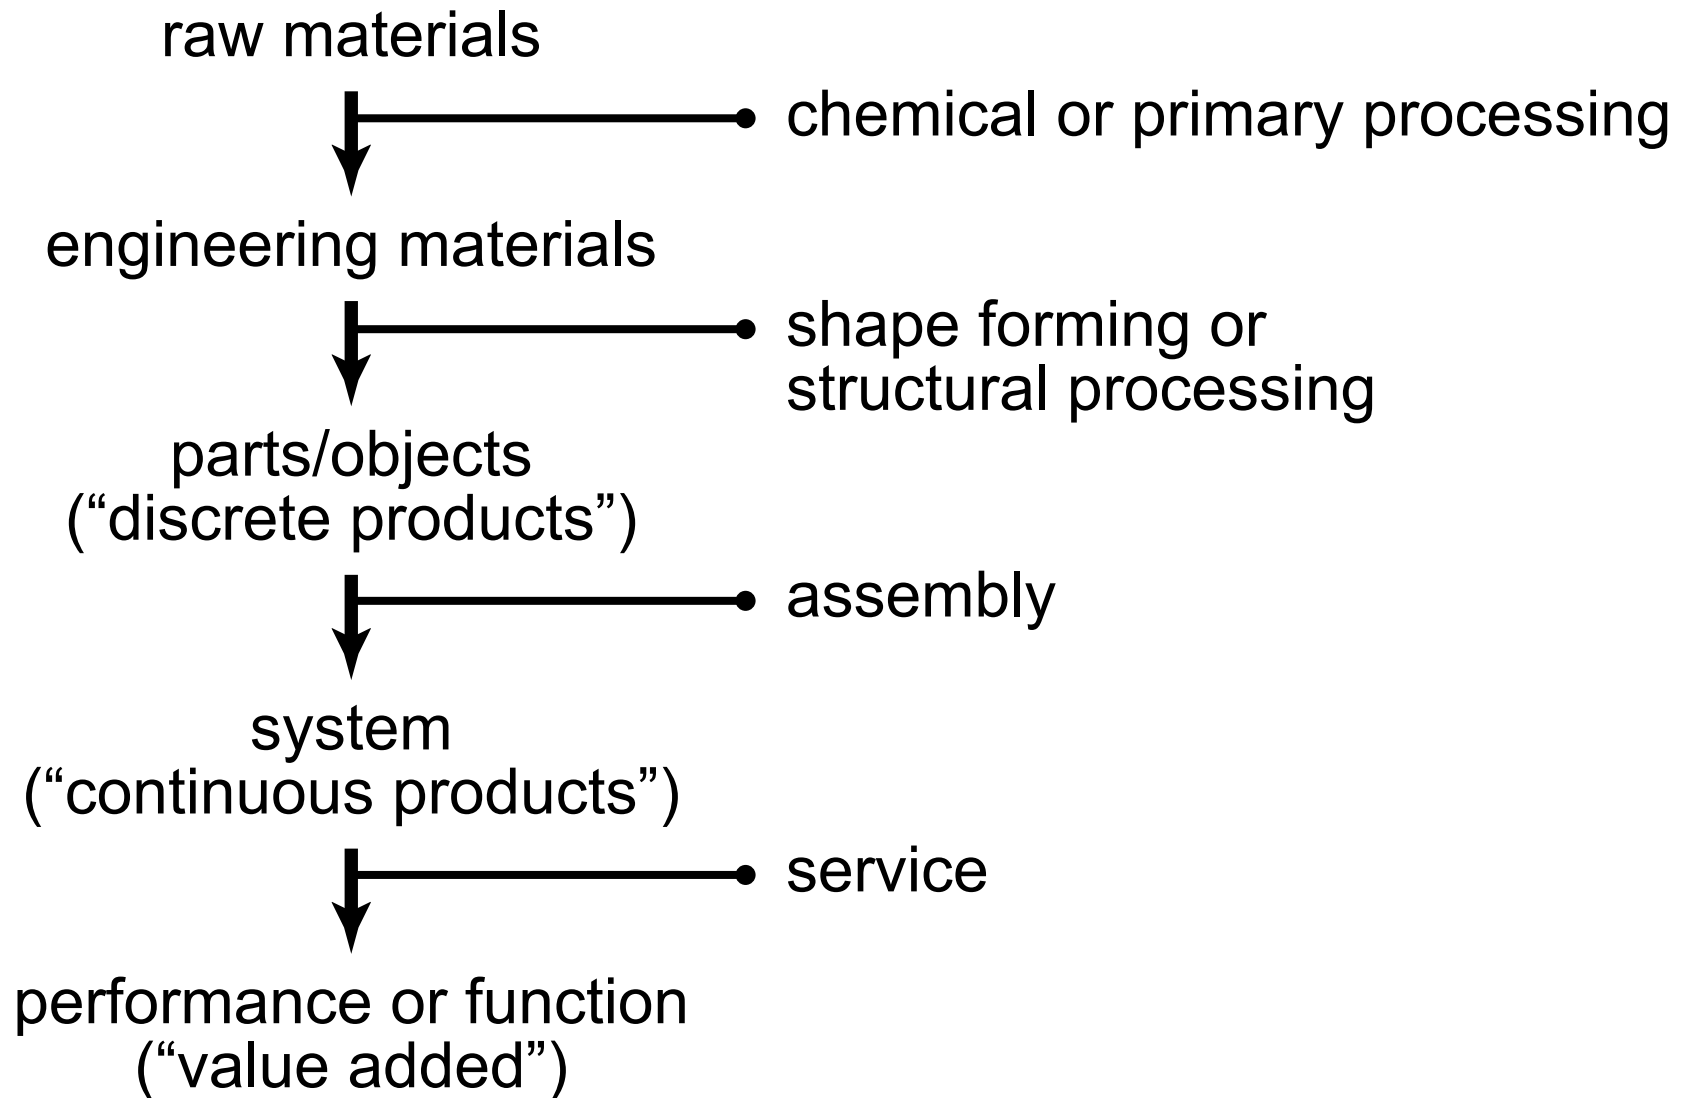 raw materials
chemical or primary processing
engineering materials
shape forming or
structural processing
parts/objects
(“discrete products”)
assembly
system
(“continuous products”)
service
performance or function
(“value added”)